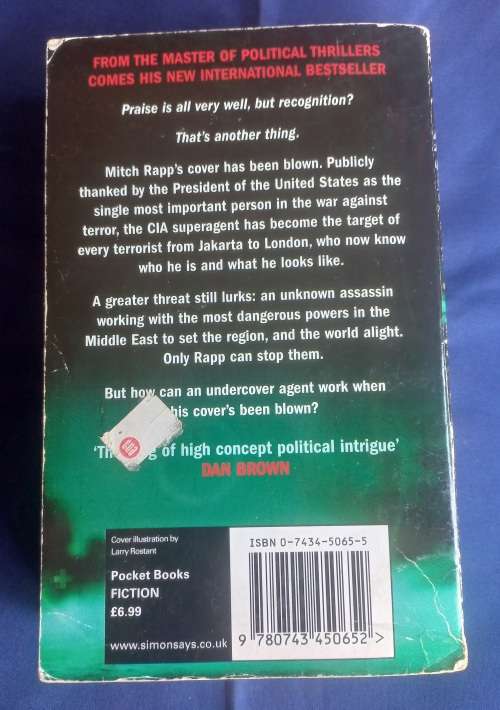 FROM THE MASTER OF POLITICAL THRILLERS
COMES HIS NEW INTERNATIONAL BESTSELLER
Praise is all very well, but recognition?
That's another thing.
Mitch Rapp's cover has been blown. Publicly
thanked by the President of the United States as the
single most important person in the war against
terror, the CIA superagent has become the target of
every terrorist from Jakarta to London, who now know
who he is and what he looks like.
A greater threat still lurks: an unknown assassin
working with the most dangerous powers in the
Middle East to set the region, and the world alight.
Only Rapp can stop them.
But how can an undercover agent work when
his cover's been blown?
of high concept political intrigue'
DAN BROWN
Cover illustration by
Larry Rostant
Pocket Books
FICTION
£6.99
www.simonsays.co.uk
ISBN 0-7434-5065-5
9 780743 450652 >